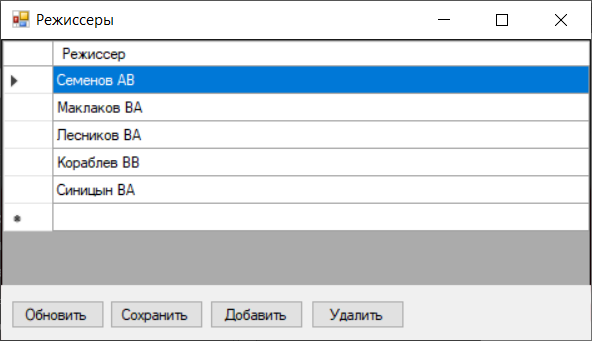 Режиссеры
Режиссер
Семенов АВ
Маклаков ВА
Лесников ВА
Кораблев ВВ
Синицын ВА
Обновить Сохранить Добавить Удалить